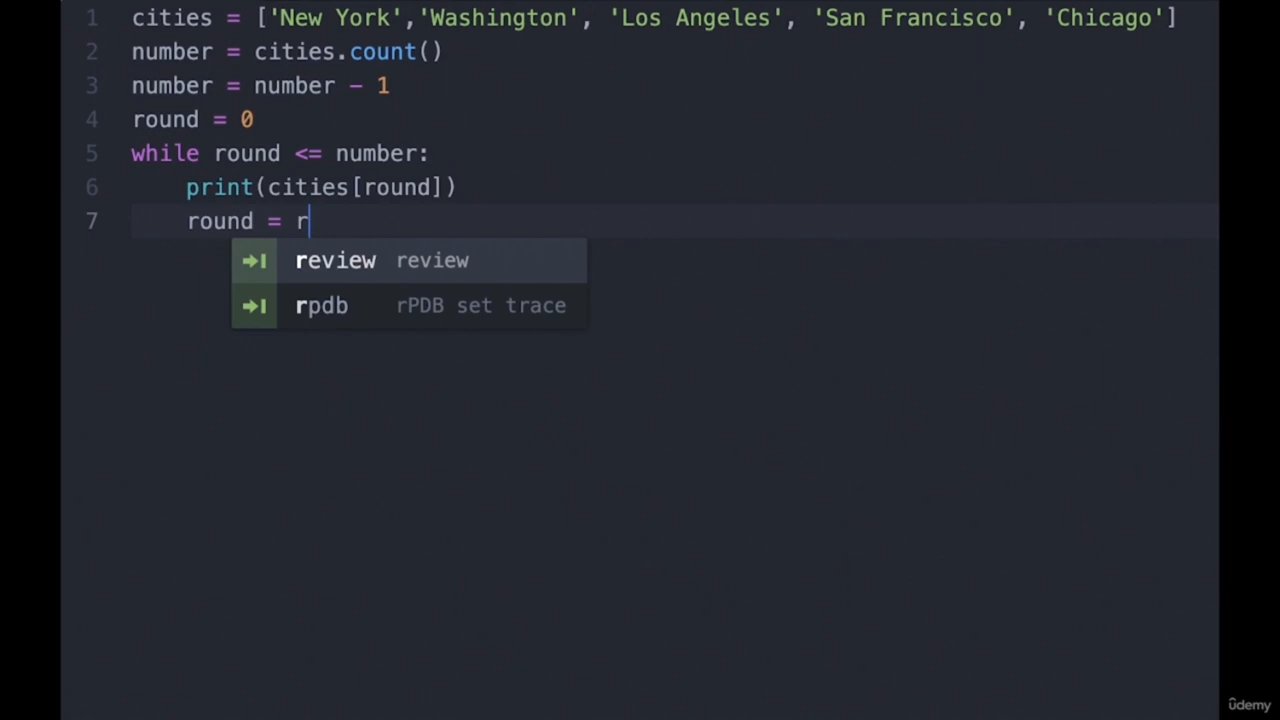 1 cities = ['New York','Washington', 'Los Angeles', 'San Francisco', 'Chicago']
2 number = cities.count()
3 number = number - 1
4 round = 0
5 while round <= number:
6     print(cities[round])
7     round = r
review review
rpdb rPDB set trace
ûdemy